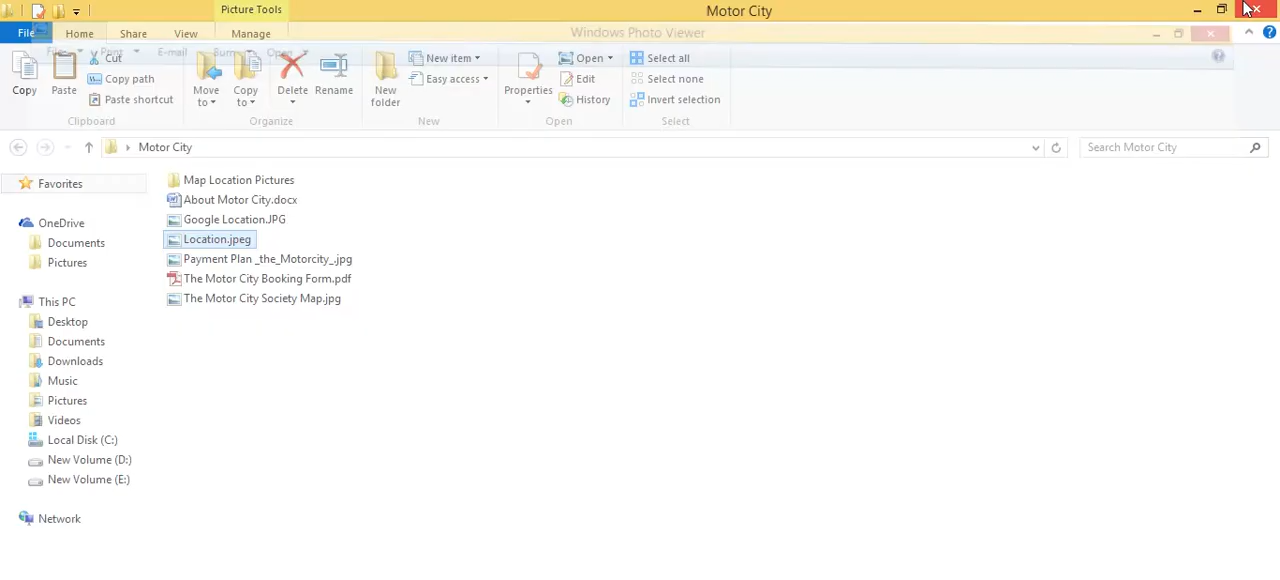 Picture Tools
Motor City
File
Home
Share
View
Manage
Windows Photo Viewer
File
Print
E-mail
Burn
Open
Copy
Paste
Cut
Copy path
Paste shortcut
Clipboard
Move to
Copy to
Delete
Rename
Organize
New folder
New item
Easy access
New
Properties
Open
Edit
History
Open
Select all
Select none
Invert selection
Select
Motor City
Search Motor City
Favorites
OneDrive
Documents
Pictures
This PC
Desktop
Documents
Downloads
Music
Pictures
Videos
Local Disk (C:)
New Volume (D:)
New Volume (E:)
Network
Map Location Pictures
About Motor City.docx
Google Location.JPG
Location.jpeg
Payment Plan _the_Motorcity_.jpg
The Motor City Booking Form.pdf
The Motor City Society Map.jpg